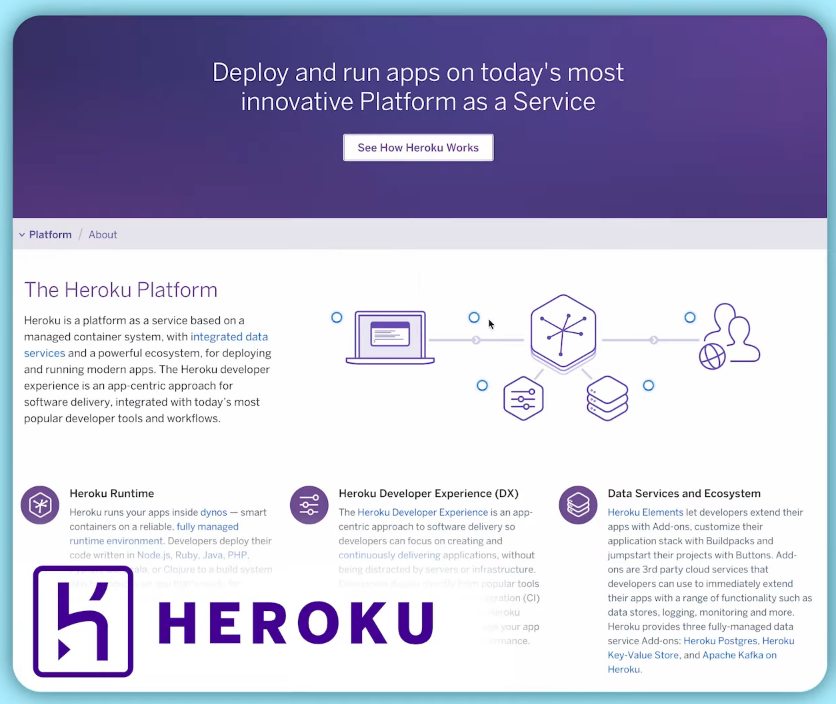 Deploy and run apps on today's most
innovative Platform as a Service
See How Heroku Works
Platform / About
The Heroku Platform
Heroku is a platform as a service based on a
managed container system, with integrated data
services and a powerful ecosystem, for deploying
and running modern apps. The Heroku developer
experience is an app-centric approach for
software delivery, integrated with today's most
popular developer tools and workflows.
Heroku Runtime
Heroku runs your apps inside dynos — smart
containers on a reliable, fully managed
runtime environment. Developers deploy their
code written in Node.js, Ruby, Java, PHP,
or Clojure to a build system
Heroku Developer Experience (DX)
The Heroku Developer Experience is an app-
centric approach to software delivery so
developers can focus on creating and
continuously delivering applications, without
being distracted by servers or infrastructure.
popular tools
(CI)
your app
Data Services and Ecosystem
Heroku Elements let developers extend their
apps with Add-ons, customize their
application stack with Buildpacks and
jumpstart their projects with Buttons. Add-
ons are 3rd party cloud services that
developers can use to immediately extend
their apps with a range of functionality such as
data stores, logging, monitoring and more.
Heroku provides three fully-managed data
service Add-ons: Heroku Postgres, Heroku
Key-Value Store, and Apache Kafka on
Heroku.
HEROKU